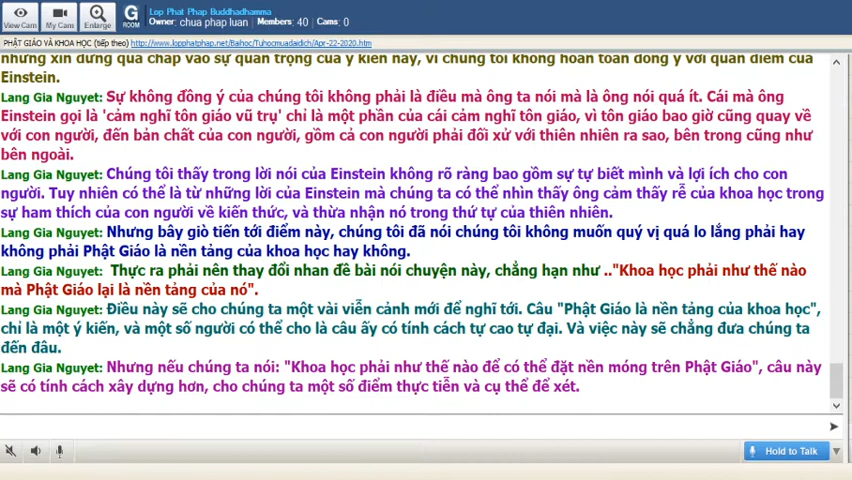 Lop Phat Phap Buddhadhamma
Owner: chua phap luan Members: 40 Cams: 0
View Cam
My Cam
Enlarge
G
ROOM
PHẬT GIÁO VÀ KHOA HỌC (tiếp theo) http://www.lopphatphap.net/Baihoc/Tuhocmuadaidich/Apr-22-2020.htm
nhưng xin đừng quá chấp vào sự quan trọng của ý kiến này, vì chúng tôi không hoàn toàn đồng ý với quan điểm của
Einstein.
Lang Gia Nguyet: Sự không đồng ý của chúng tôi không phải là điều mà ông ta nói mà là ông nói quá ít. Cái mà ông
Einstein gọi là 'cảm nghĩ tôn giáo vũ trụ' chỉ là một phần của cái cảm nghĩ tôn giáo, vì tôn giáo bao giờ cũng quay về
với con người, đến bản chất của con người, gồm cả con người phải đối xử với thiên nhiên ra sao, bên trong cũng như
bên ngoài.
Lang Gia Nguyet: Chúng tôi thấy trong lời nói của Einstein không rõ ràng bao gồm sự tự biết mình và lợi ích cho con
người. Tuy nhiên có thể là từ những lời của Einstein mà chúng ta có thể nhìn thấy ông cảm thấy rễ của khoa học trong
sự ham thích của con người về kiến thức, và thừa nhận nó trong thứ tự của thiên nhiên.
Lang Gia Nguyet: Nhưng bây giò tiến tới điểm này, chúng tôi đã nói chúng tôi không muốn quý vị quá lo lắng phải hay
không phải Phật Giáo là nền tảng của khoa học hay không.
Lang Gia Nguyet: Thực ra phải nên thay đổi nhan đề bài nói chuyện này, chẳng hạn như .."Khoa học phải như thế nào
mà Phật Giáo lại là nền tảng của nó".
Lang Gia Nguyet: Điều này sẽ cho chúng ta một vài viễn cảnh mới để nghĩ tới. Câu "Phật Giáo là nền tảng của khoa học",
chỉ là một ý kiến, và một số người có thể cho là câu ấy có tính cách tự cao tự đại. Và việc này sẽ chẳng đưa chúng ta
đến đâu.
Lang Gia Nguyet: Nhưng nếu chúng ta nói: "Khoa học phải như thế nào để có thể đặt nền móng trên Phật Giáo", câu này
sẽ có tính cách xây dựng hơn, cho chúng ta một số điểm thực tiễn và cụ thể để xét.
Hold to Talk